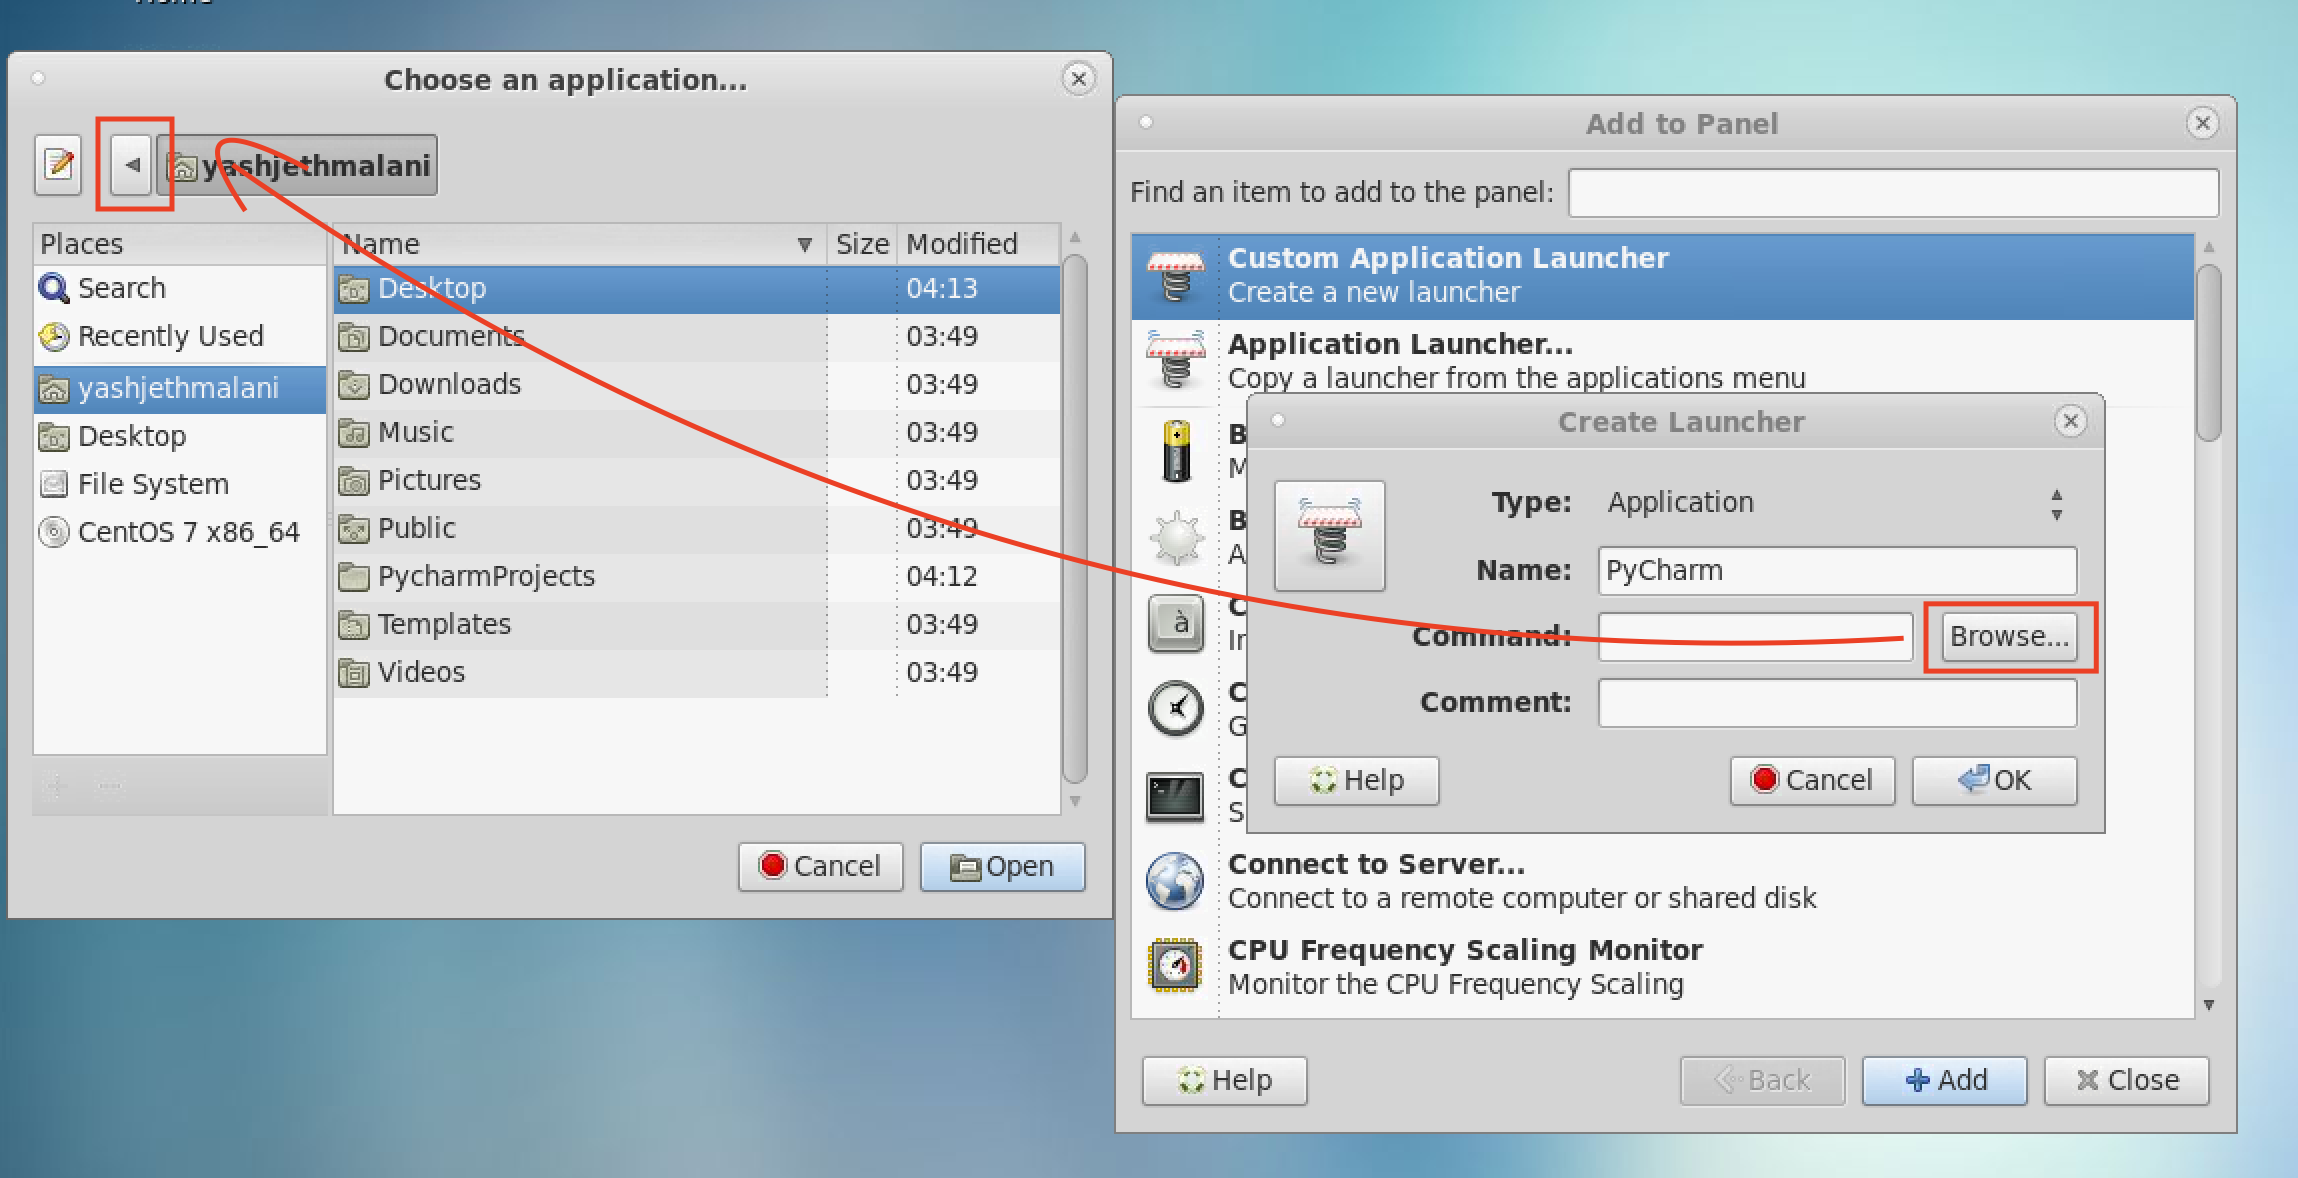 Choose an application...
yashjethmalani
Places
Search
Recently Used
yashjethmalani
Desktop
File System
CentOS 7 x86_64
Name Size Modified
Desktop 04:13
Documents 03:49
Downloads 03:49
Music 03:49
Pictures 03:49
Public 03:49
PycharmProjects 04:12
Templates 03:49
Videos 03:49
Cancel Open
Add to Panel
Find an item to add to the panel:
Custom Application Launcher
Create a new launcher
Application Launcher...
Copy a launcher from the applications menu
Create Launcher
Type: Application
Name: PyCharm
Command: Browse...
Comment:
Help Cancel OK
Connect to Server...
Connect to a remote computer or shared disk
CPU Frequency Scaling Monitor
Monitor the CPU Frequency Scaling
Help Back Add Close